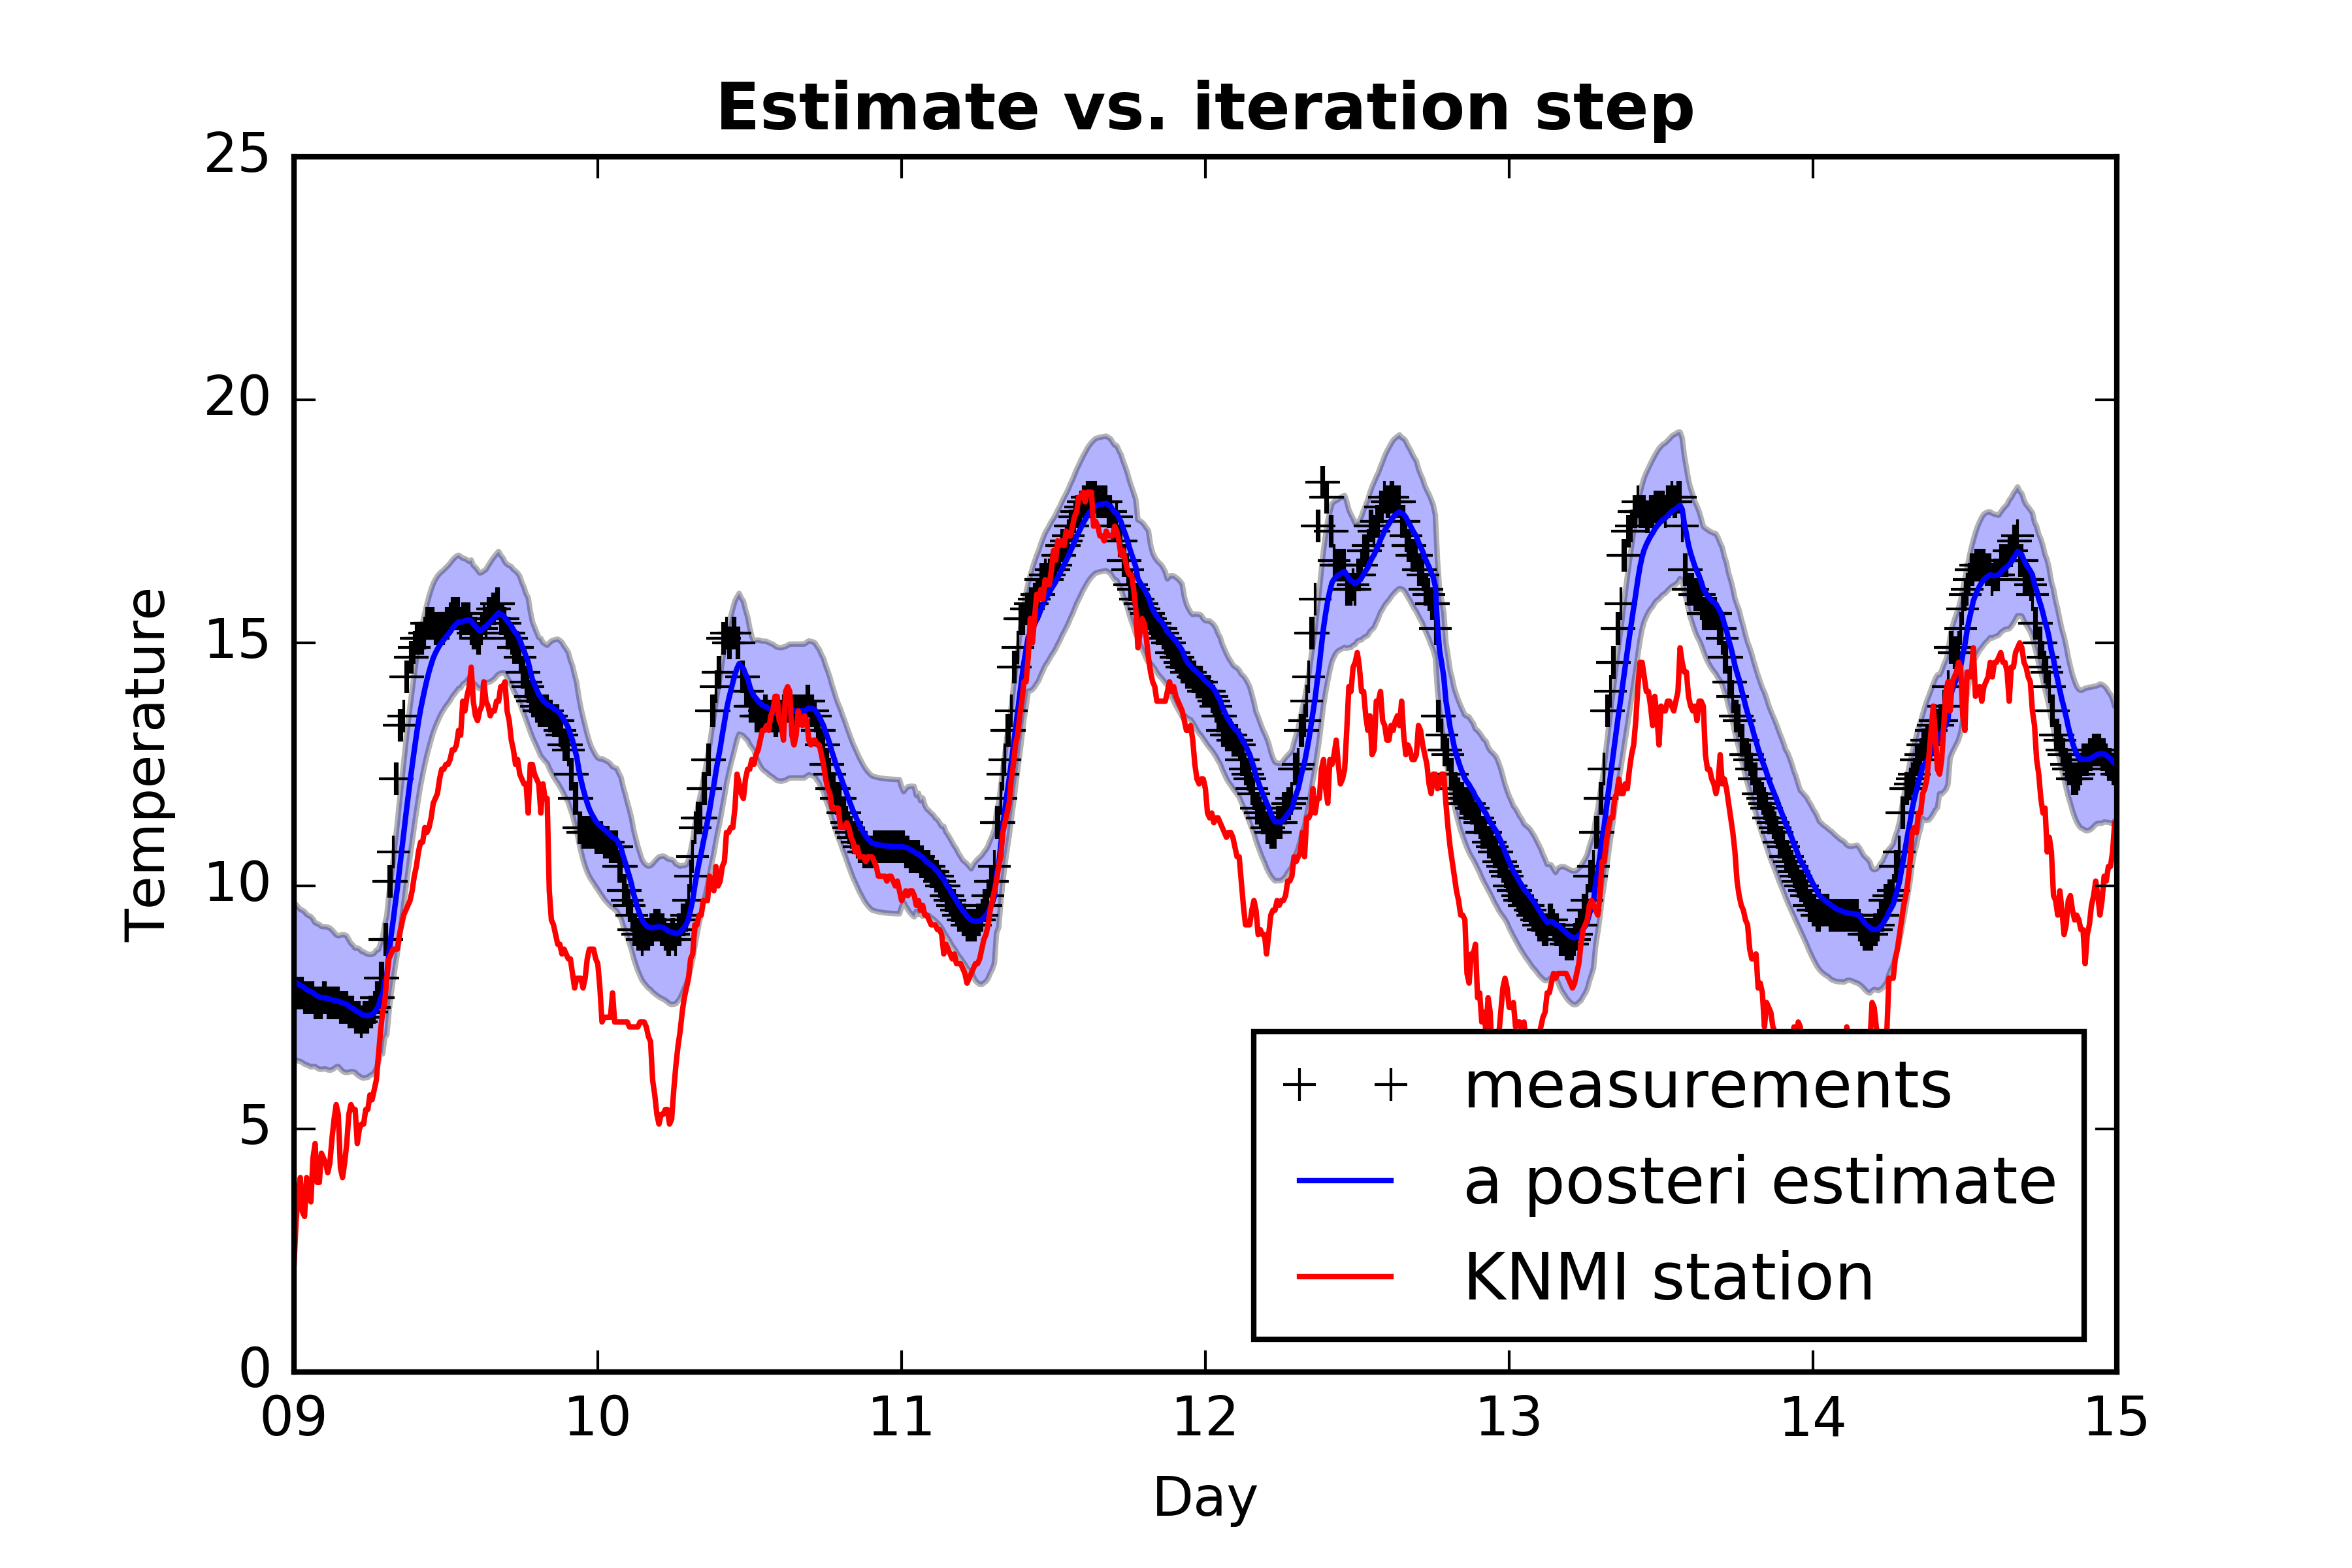 Estimate vs. iteration step
25
20
15
10
5
0
Temperature
measurements
a posteri estimate
KNMI station
09 10 11 12 13 14 15
Day